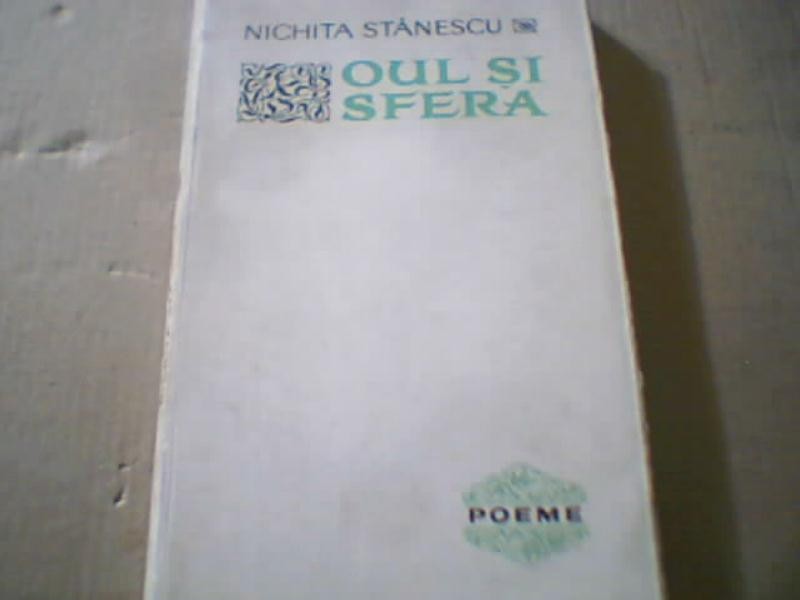 NICHITA STĂNESCU
OUL ȘI
SFERA
POEME